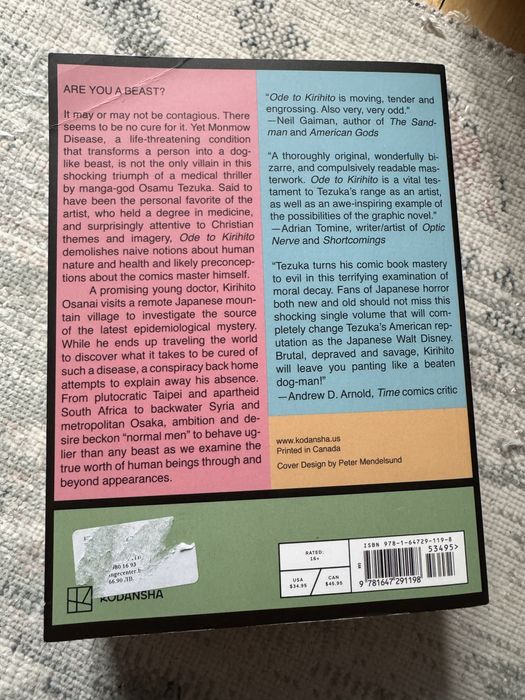 ARE YOU A BEAST?
It may or may not be contagious. There
seems to be no cure for it. Yet Monmow
Disease, a life-threatening condition
that transforms a person into a dog-
like beast, is not the only villain in this
shocking triumph of a medical thriller
by manga-god Osamu Tezuka. Said to
have been the personal favorite of the
artist, who held a degree in medicine,
and surprisingly attentive to Christian
themes and imagery, Ode to Kirihito
demolishes naive notions about human
nature and health and likely preconcep-
tions about the comics master himself.
A promising young doctor, Kirihito
Osanai visits a remote Japanese moun-
tain village to investigate the source
of the latest epidemiological mystery.
While he ends up traveling the world
to discover what it takes to be cured of
such a disease, a conspiracy back home
attempts to explain away his absence.
From plutocratic Taipei and apartheid
South Africa to backwater Syria and
metropolitan Osaka, ambition and de-
sire beckon “normal men” to behave ug-
lier than any beast as we examine the
true worth of human beings through and
beyond appearances.
“Ode to Kirihito is moving, tender and
engrossing. Also very, very odd.”
—Neil Gaiman, author of The Sand-
man and American Gods
“A thoroughly original, wonderfully bi-
zarre, and compulsively readable mas-
terwork. Ode to Kirihito is a vital tes-
tament to Tezuka's range as an artist,
as well as an awe-inspiring example of
the possibilities of the graphic novel.”
—Adrian Tomine, writer/artist of Optic
Nerve and Shortcomings
“Tezuka turns his comic book mastery
to evil in this terrifying examination of
moral decay. Fans of Japanese horror
both new and old should not miss this
shocking single volume that will com-
pletely change Tezuka's American rep-
utation as the Japanese Walt Disney.
Brutal, depraved and savage, Kirihito
will leave you panting like a beaten
dog-man!”
—Andrew D. Arnold, Time comics critic
www.kodansha.us
Printed in Canada
Cover Design by Peter Mendelsund
980 16 93
66.90 ЛВ.
KODANSHA
RATED:
16+
USA
$34.95
CAN
$45.95
ISBN 978-1-64729-119-8
53495>
9 781647 291198